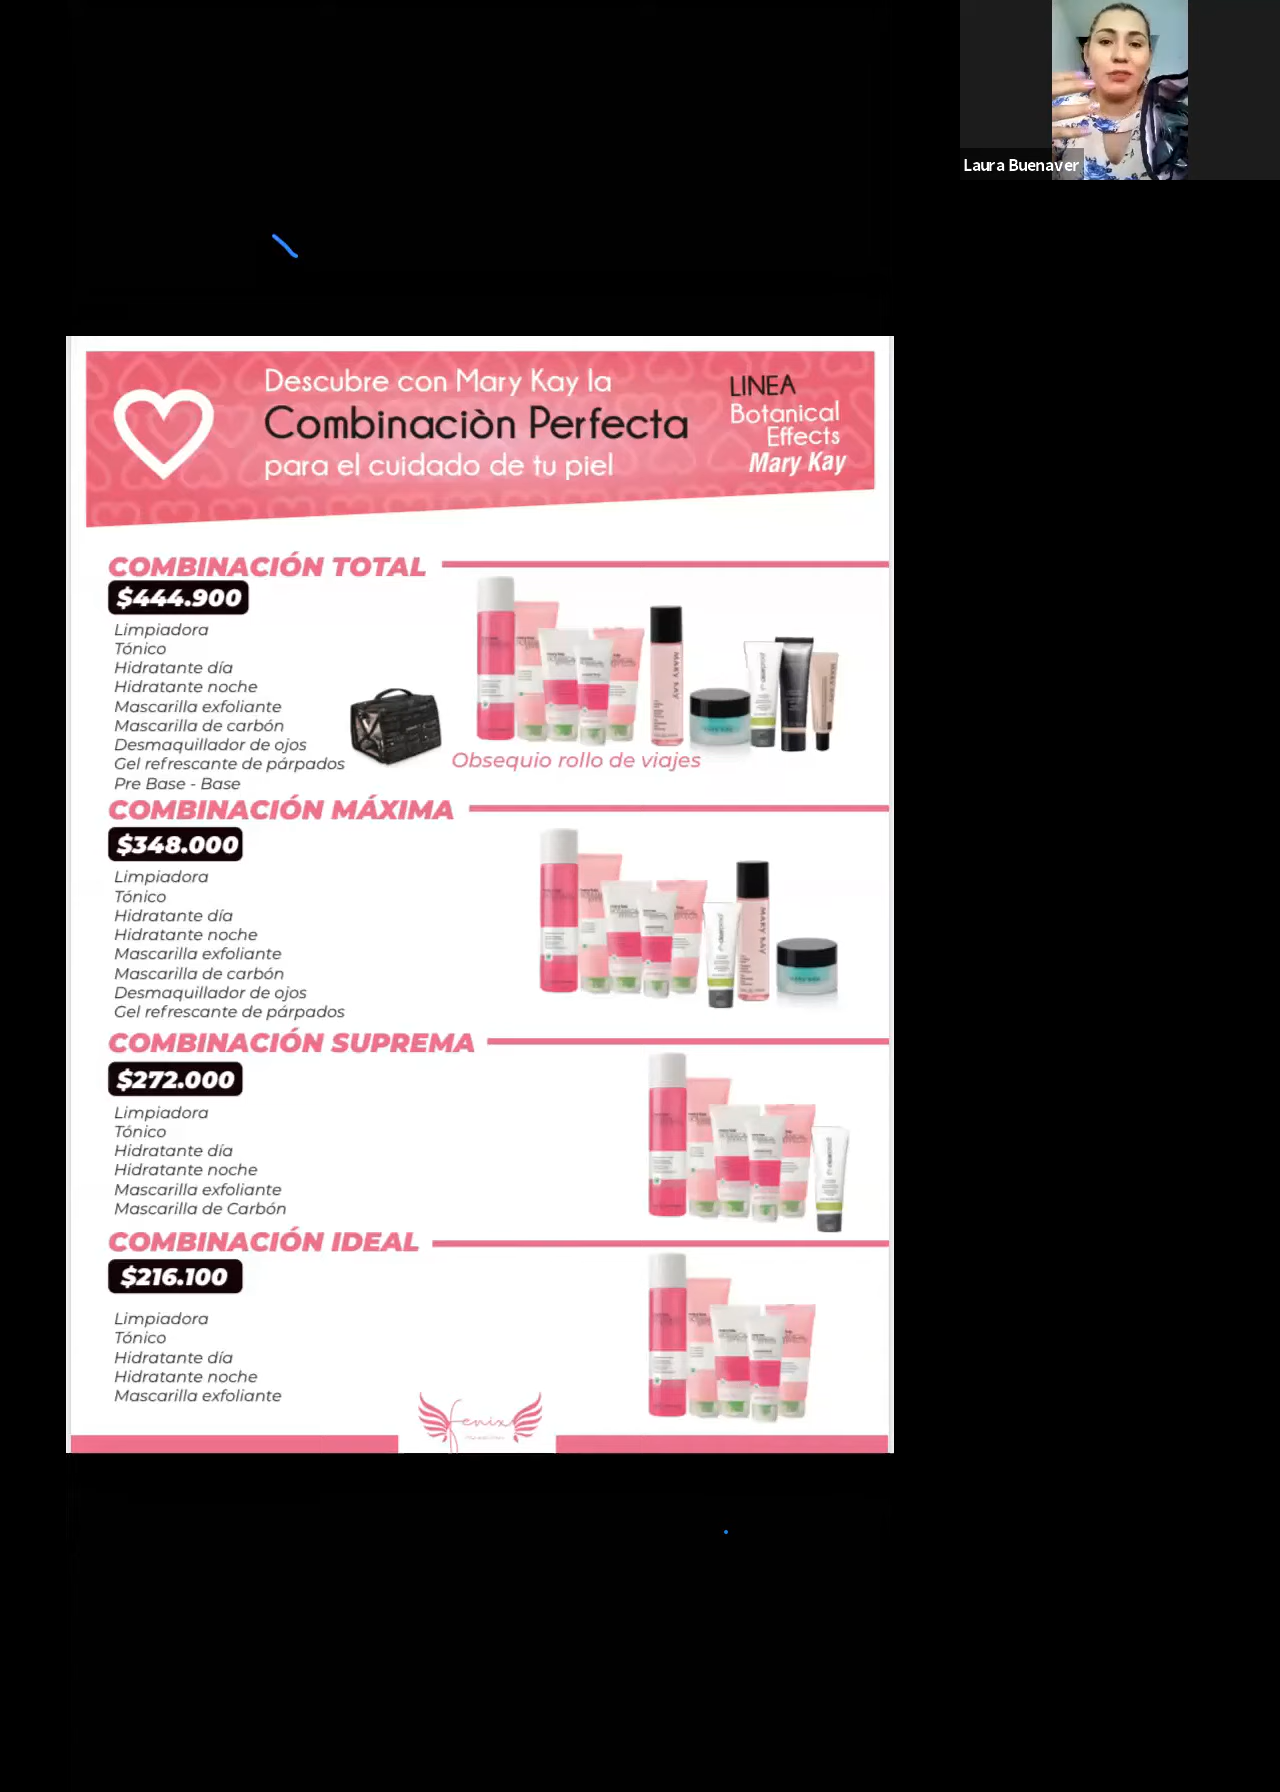 Laura Buenaver
Descubre con Mary Kay la
Combinaciòn Perfecta
para el cuidado de tu piel
LINEA
Botanical
Effects
Mary Kay
COMBINACIÓN TOTAL
$444.900
Limpiadora
Tónico
Hidratante día
Hidratante noche
Mascarilla exfoliante
Mascarilla de carbón
Desmaquillador de ojos
Gel refrescante de párpados
Pre Base - Base
Obsequio rollo de viajes
MARY KAY
COMBINACIÓN MÁXIMA
$348.000
Limpiadora
Tónico
Hidratante día
Hidratante noche
Mascarilla exfoliante
Mascarilla de carbón
Desmaquillador de ojos
Gel refrescante de párpados
MARY KAY
COMBINACIÓN SUPREMA
$272.000
Limpiadora
Tónico
Hidratante día
Hidratante noche
Mascarilla exfoliante
Mascarilla de Carbón
COMBINACIÓN IDEAL
$216.100
Limpiadora
Tónico
Hidratante día
Hidratante noche
Mascarilla exfoliante
fenix